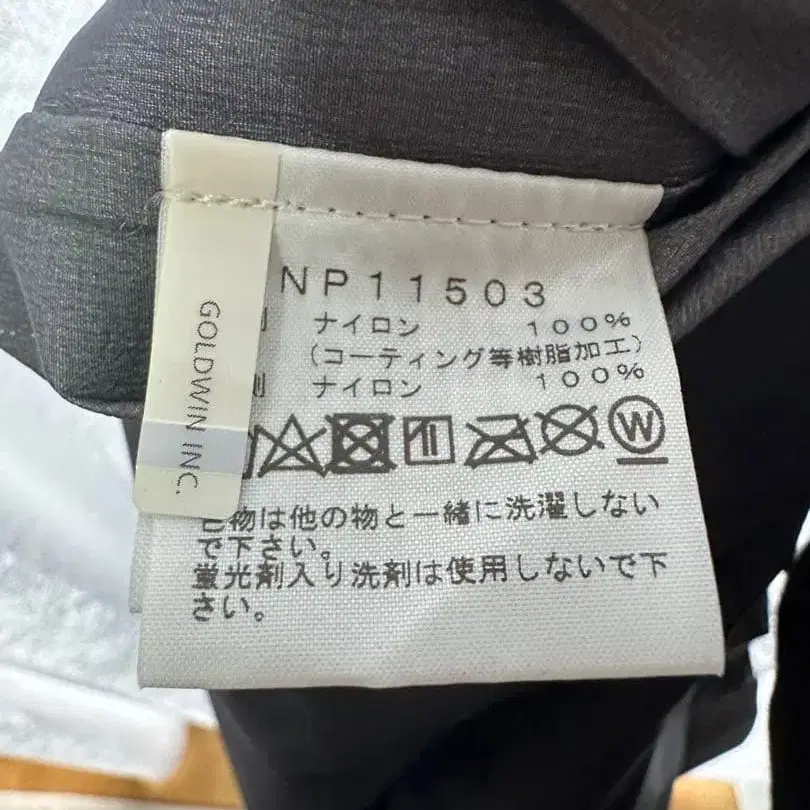 NP11503
ナイロン 100%
(コーティング等樹脂加工)
ナイロン 100%
GOLDWIN INC.
W
物は他の物と一緒に洗濯しない
で下さい。
蛍光剤入り洗剤は使用しないで下
さい。